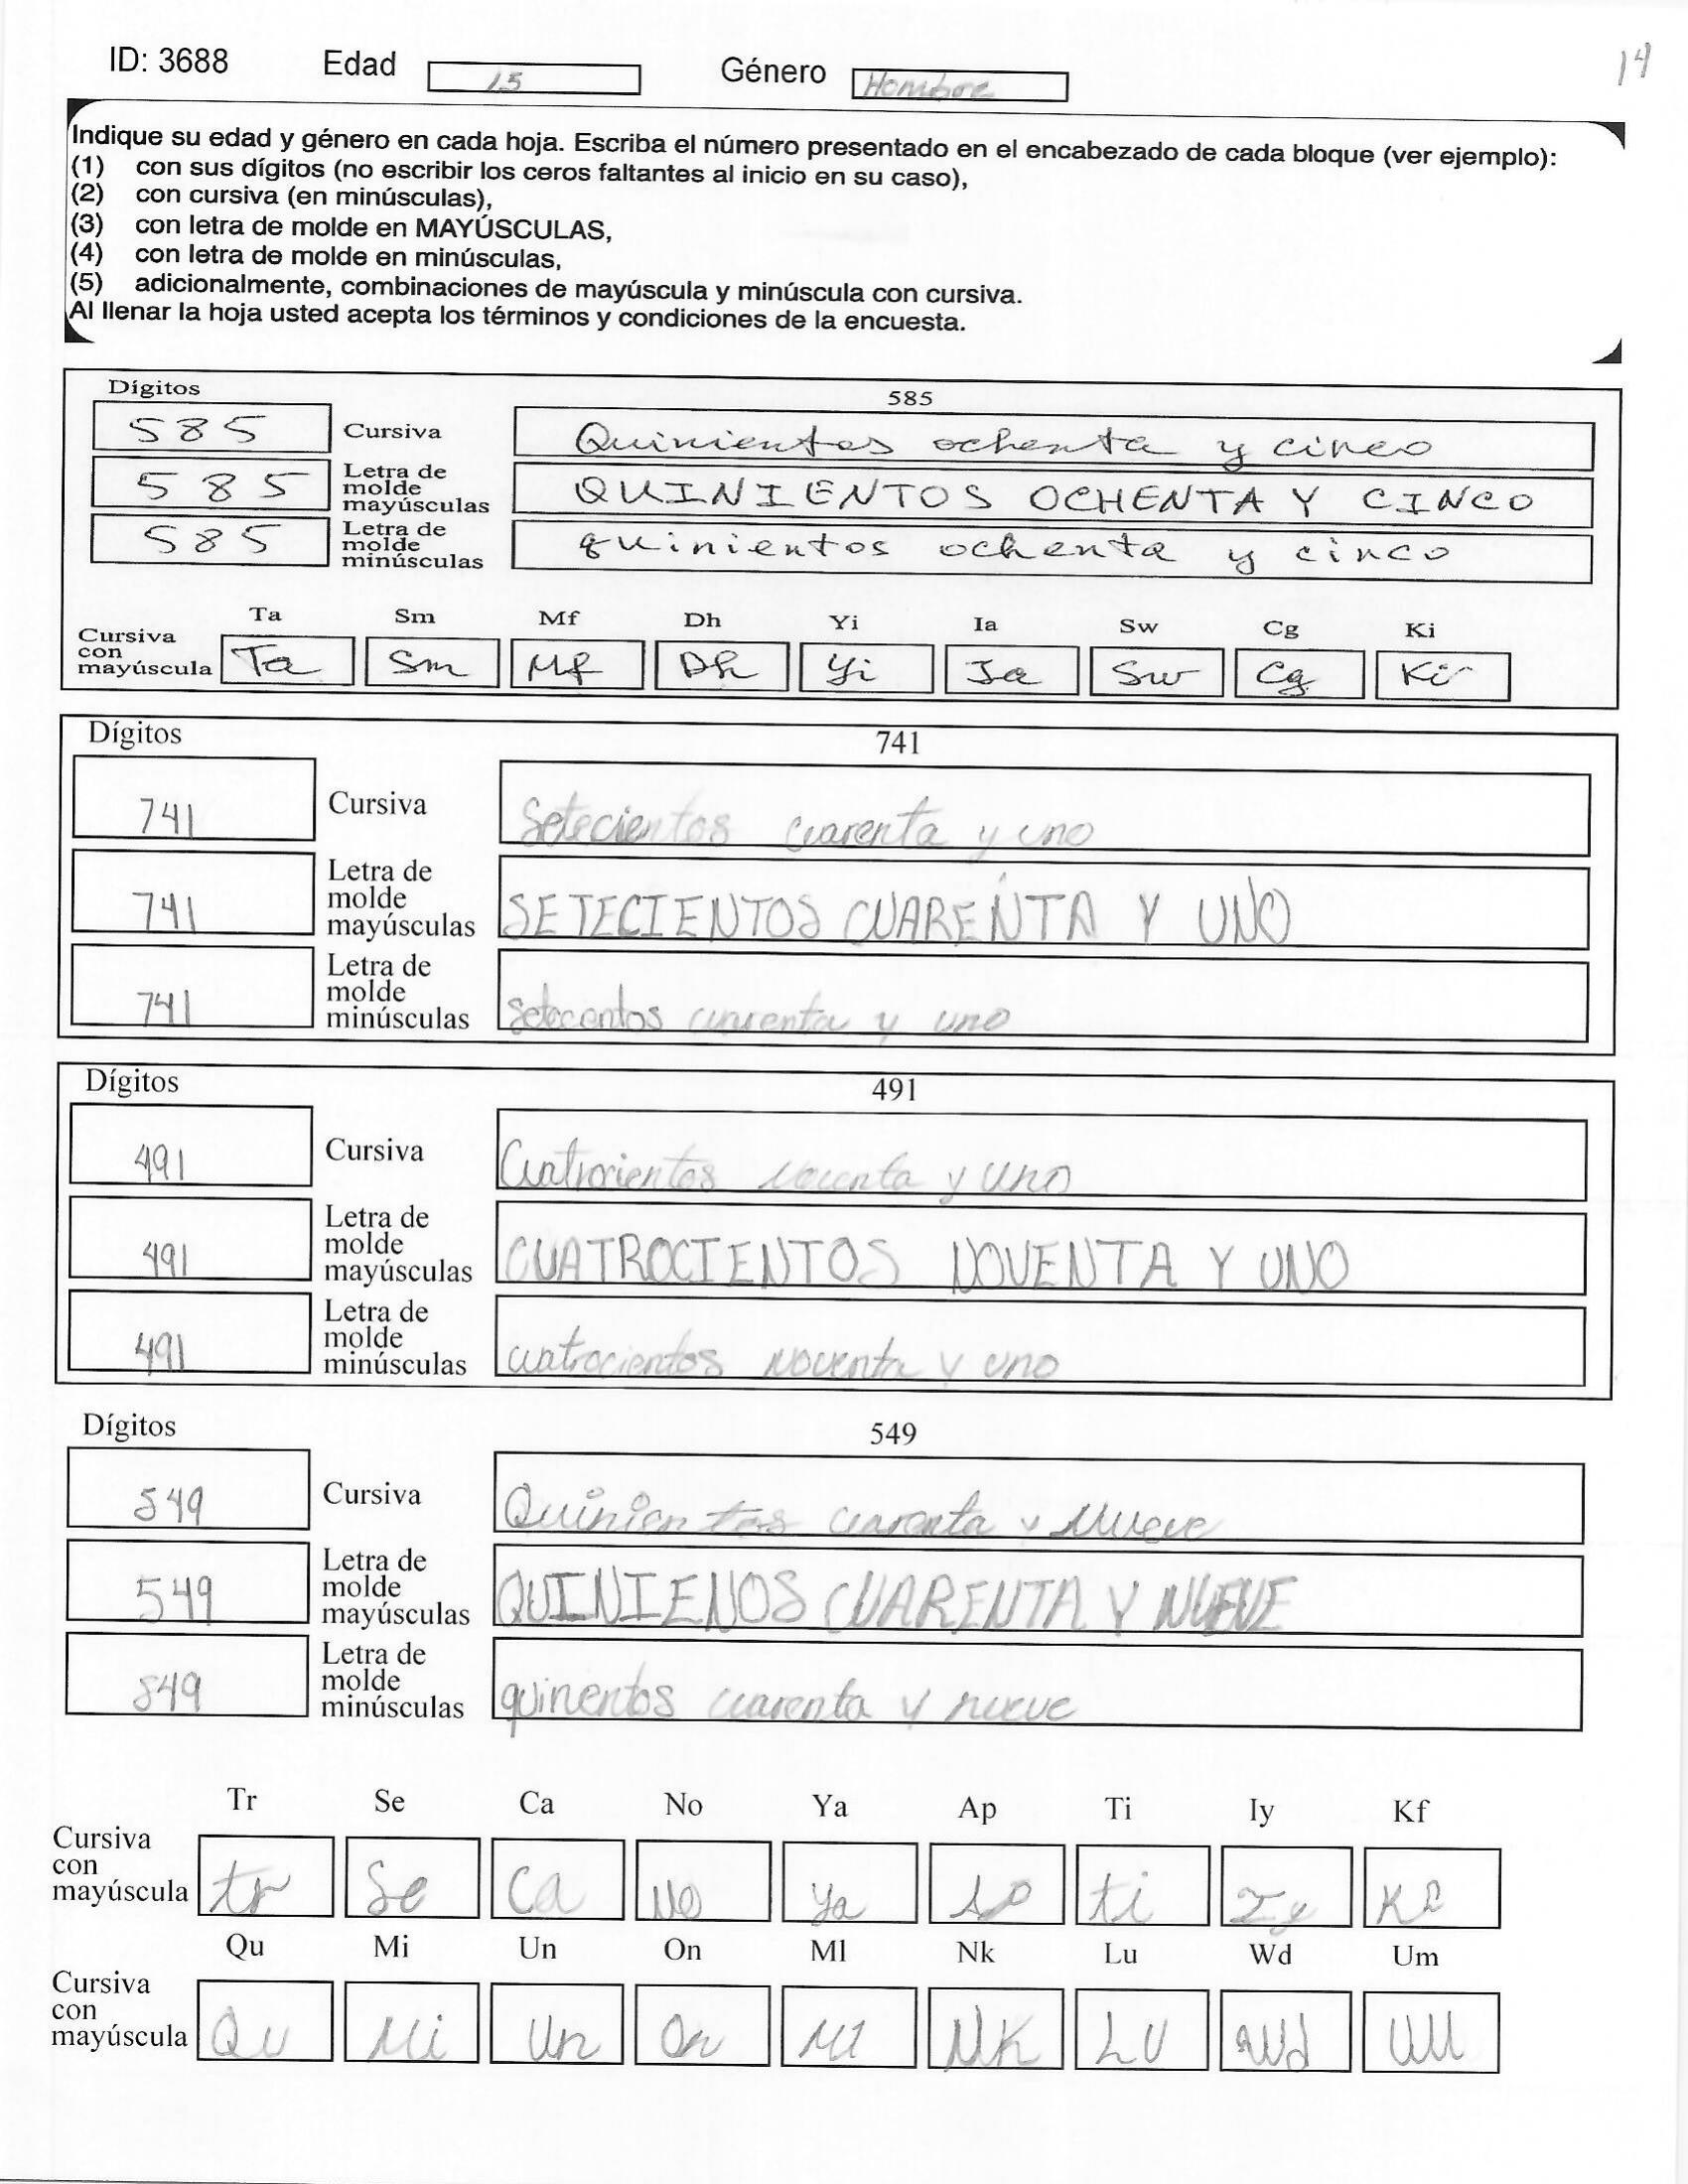 ID: 3688 Edad 15 Género Hombre 14
Indique su edad y género en cada hoja. Escriba el número presentado en el encabezado de cada bloque (ver ejemplo):
(1) con sus dígitos (no escribir los ceros faltantes al inicio en su caso),
(2) con cursiva (en minúsculas),
(3) con letra de molde en MAYÚSCULAS,
(4) con letra de molde en minúsculas,
(5) adicionalmente, combinaciones de mayúscula y minúscula con cursiva.
Al llenar la hoja usted acepta los términos y condiciones de la encuesta.
Dígitos 585
585 Cursiva Quinientos ochenta y cinco
585 Letra de molde mayúsculas QUINIENTOS OCHENTA Y CINCO
585 Letra de molde minúsculas quinientos ochenta y cinco
Ta Sm Mf Dh Yi Ia Sw Cg Ki
Cursiva con mayúscula Ta Sm Mf Dh Yi Ia Sw Cg Ki
Dígitos 741
741 Cursiva Setecientos cuarenta y uno
741 Letra de molde mayúsculas SETECIENTOS CUARENTA Y UNO
741 Letra de molde minúsculas setecentos cuarenta y uno
Dígitos 491
491 Cursiva Cuatrocientos noventa y uno
491 Letra de molde mayúsculas CUATROCIENTOS NOVENTA Y UNO
491 Letra de molde minúsculas cuatrocientos noventa y uno
Dígitos 549
549 Cursiva Quinientos cuarenta y nueve
549 Letra de molde mayúsculas QUINIENOS CUARENTA Y NUEVE
549 Letra de molde minúsculas quinentos cuarenta y nueve
Tr Se Ca No Ya Ap Ti Iy Kf
Cursiva con mayúscula tr Se Ca No Ya Ap ti Iy Kf
Qu Mi Un On Ml Nk Lu Wd Um
Cursiva con mayúscula Qu Mi Un On Ml Nk Lu Wd